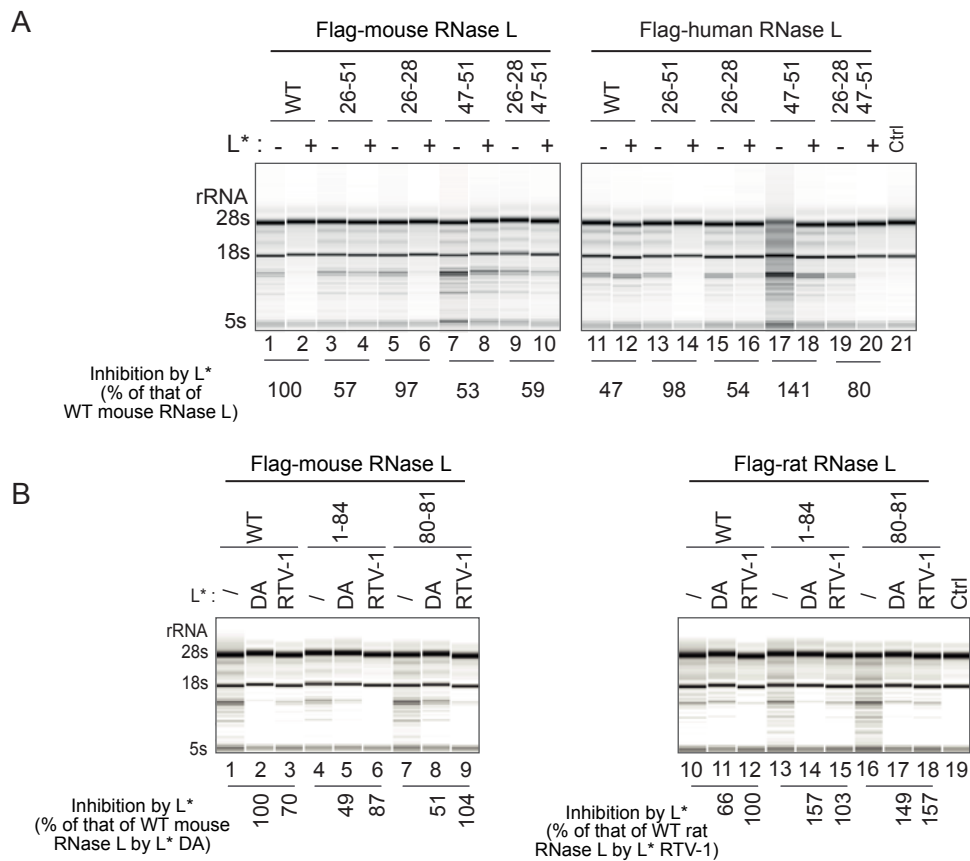 A
Flag-mouse RNase L
Flag-human RNase L
WT
26-51
26-28
47-51
26-28
47-51
WT
26-51
26-28
47-51
26-28
47-51
Ctrl
L* : - + - + - + - + - +
- + - + - + - + - +
rRNA
28s
18s
5s
1 2 3 4 5 6 7 8 9 10
11 12 13 14 15 16 17 18 19 20 21
Inhibition by L*
(% of that of
WT mouse RNase L)
100 57 97 53 59
47 98 54 141 80
B
Flag-mouse RNase L
Flag-rat RNase L
WT
1-84
80-81
WT
1-84
80-81
L* : / DA RTV-1 / DA RTV-1 / DA RTV-1
/ DA RTV-1 / DA RTV-1 / DA RTV-1 Ctrl
rRNA
28s
18s
5s
rRNA
28s
18s
5s
1 2 3 4 5 6 7 8 9
10 11 12 13 14 15 16 17 18 19
Inhibition by L*
(% of that of WT mouse
RNase L by L* DA)
100 70 49 87 51 104
Inhibition by L*
(% of that of WT rat
RNase L by L* RTV-1)
66 100 157 103 149 157